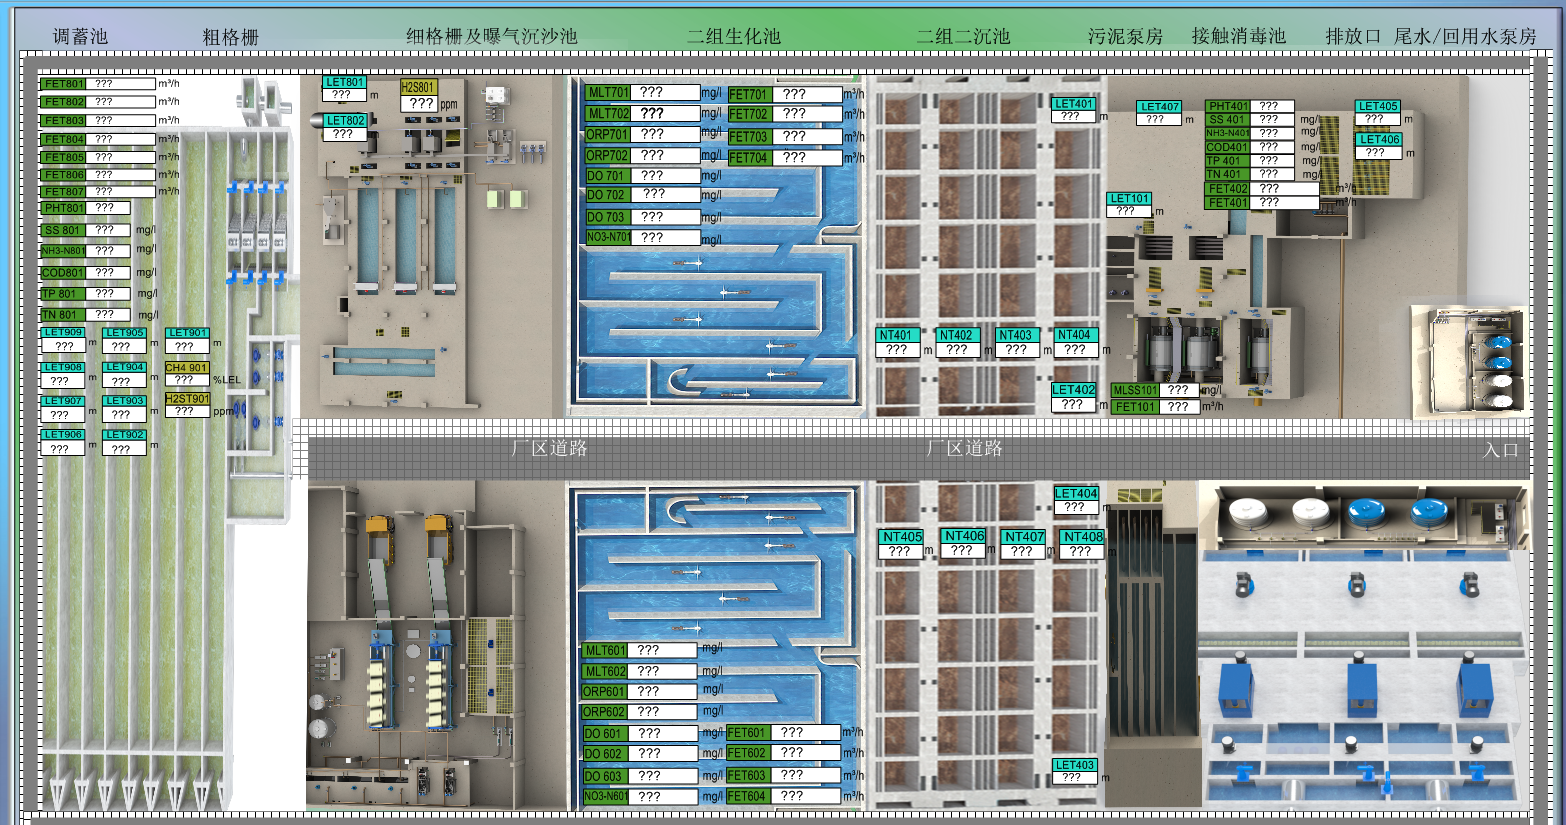 调蓄池 粗格栅 细格栅及曝气沉沙池 二组生化池 二组二沉池 污泥泵房 接触消毒池 排放口 尾水/回用水泵房
FET801 ??? m³/h
FET802 ??? m³/h
FET803 ??? m³/h
FET804 ??? m³/h
FET805 ??? m³/h
FET806 ??? m³/h
FET807 ??? m³/h
PHT801 ???
SS 801 ??? mg/l
NH3-N801 ??? mg/l
COD801 ??? mg/l
TP 801 ??? mg/l
TN 801 ??? mg/l
LET909 LET905 LET901
??? m ??? m ??? m
LET908 LET904 CH4 901
??? m ??? m ??? %LEL
LET907 LET903 H2ST901
??? m ??? m ??? ppm
LET906 LET902
??? m ??? m
LET801
??? m
LET802
???
H2S801
??? ppm
MLT701 ??? mg/l FET701 ??? m³/h
MLT702 ??? mg/l FET702 ??? m³/h
ORP701 ??? mg/l FET703 ??? m³/h
ORP702 ??? mg/l FET704 ??? m³/h
DO 701 ??? mg/l
DO 702 ??? mg/l
DO 703 ??? mg/l
NO3-N701 ??? mg/l
LET401
??? m
NT401 NT402 NT403 NT404
??? m ??? m ??? m ??? m
LET402
??? m
LET407
??? m
PHT401 ???
SS 401 ??? mg/l
NH3-N401 ??? mg/l
COD401 ??? mg/l
TP 401 ??? mg/l
TN 401 ??? mg/l
FET402 ??? m³/h
FET401 ??? m³/h
LET405
??? m
LET406
??? m
LET101
??? m
MLSS101 ??? mg/l
FET101 ??? m³/h
厂区道路 厂区道路 入口
LET404
??? m
NT405 NT406 NT407 NT408
??? m ??? m ??? m ??? m
MLT601 ??? mg/l
MLT602 ??? mg/l
ORP601 ??? mg/l
ORP602 ??? mg/l
DO 601 ??? mg/l FET601 ??? m³/h
DO 602 ??? mg/l FET602 ??? m³/h
DO 603 ??? mg/l FET603 ??? m³/h
NO3-N601 ??? mg/l FET604 ??? m³/h
LET403
??? m